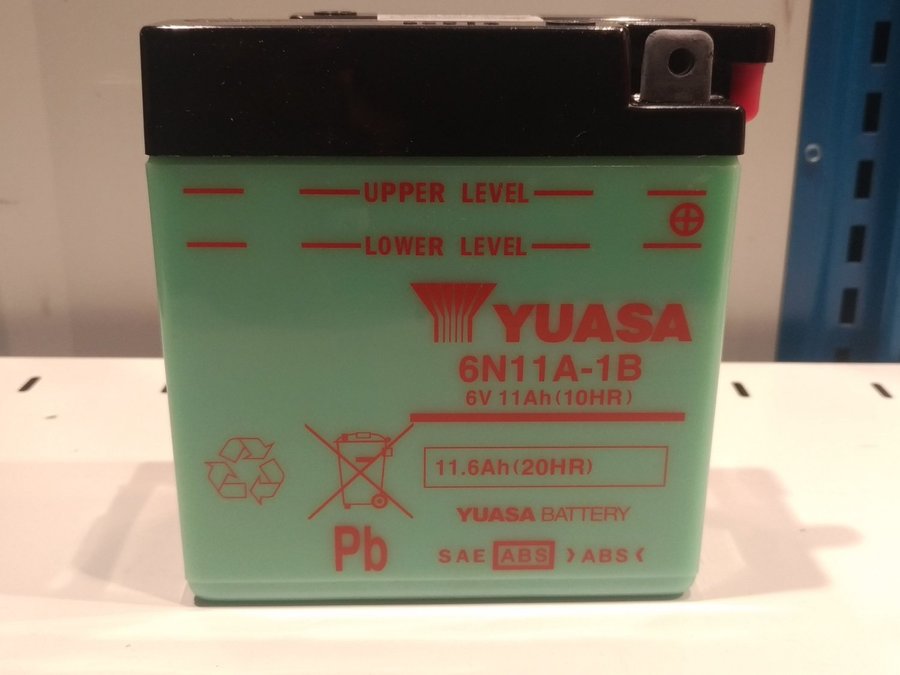 UPPER LEVEL
LOWER LEVEL
YUASA
6N11A-1B
6V 11Ah(10HR)
11.6Ah(20HR)
YUASA BATTERY
Pb
SAE ABS >ABS<